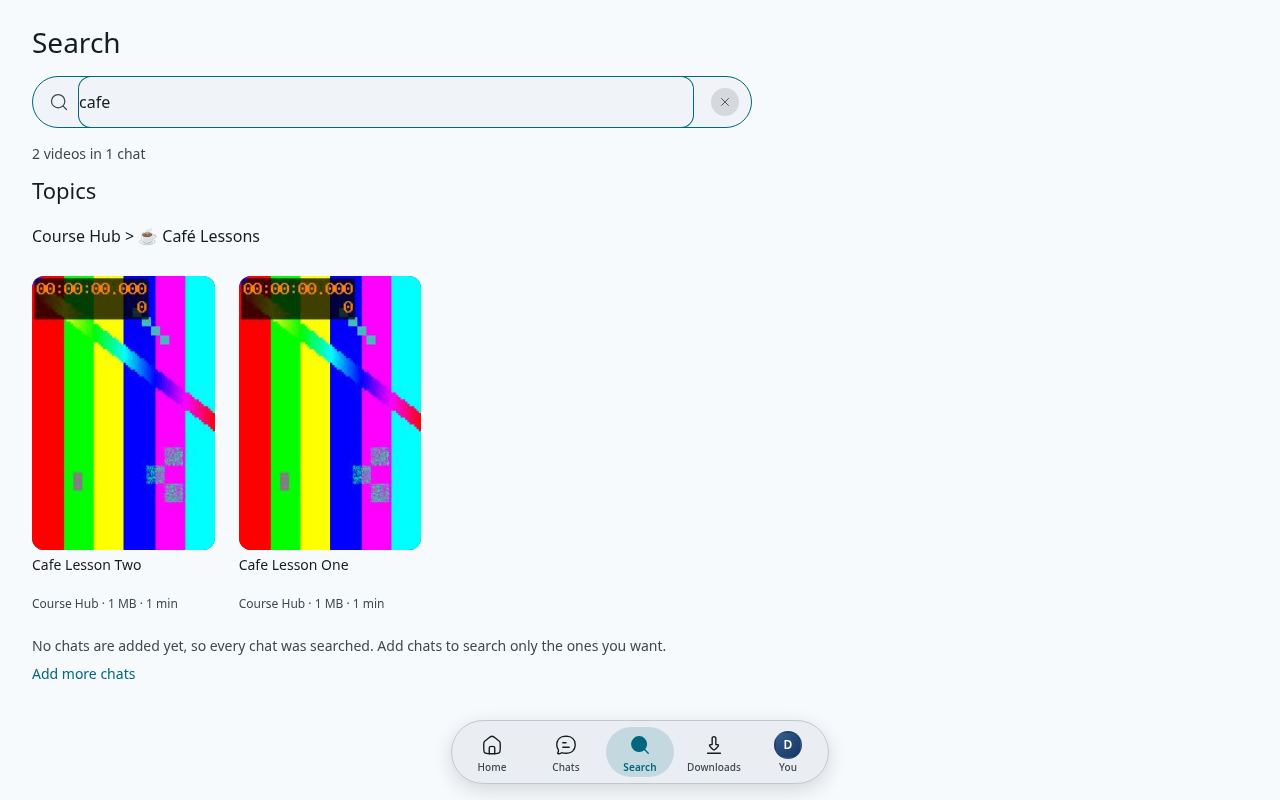 Search
cafe
2 videos in 1 chat
Topics
Course Hub > ☕ Café Lessons
00:00:00.000
0
00:00:00.000
0
Cafe Lesson Two
Cafe Lesson One
Course Hub · 1 MB · 1 min
Course Hub · 1 MB · 1 min
No chats are added yet, so every chat was searched. Add chats to search only the ones you want.
Add more chats
D
Home
Chats
Search
Downloads
You